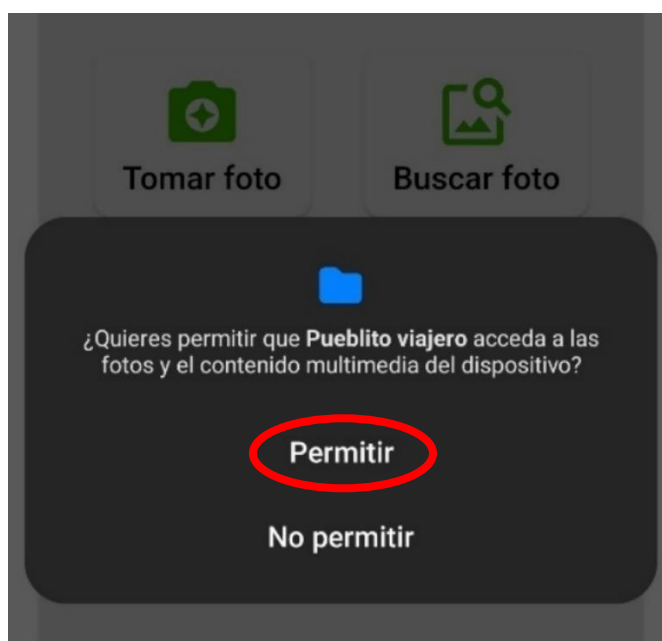 Tomar foto
Buscar foto
¿Quieres permitir que Pueblito viajero acceda a las
fotos y el contenido multimedia del dispositivo?
Permitir
No permitir